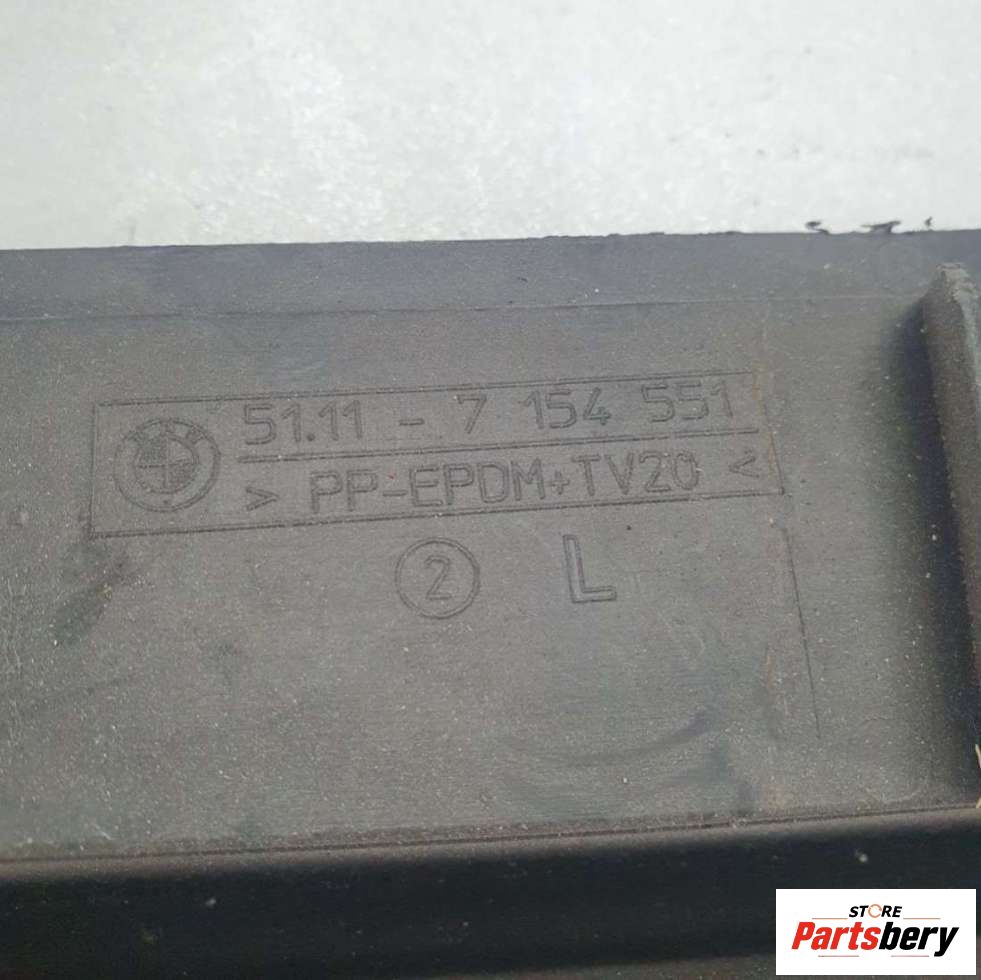 51.11 - 7 154 551
> PP-EPDM+TV20 <
2 L
STORE
Partsbery